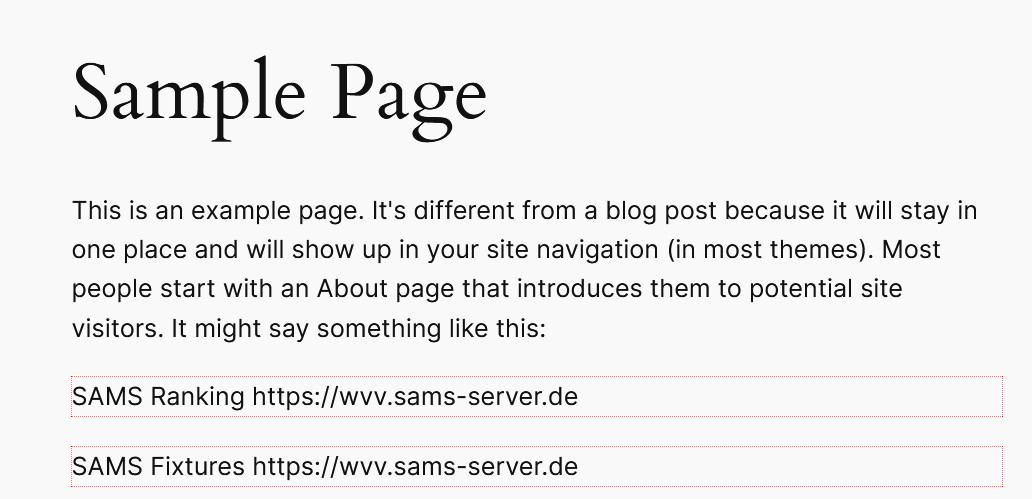 Sample Page
This is an example page. It's different from a blog post because it will stay in
one place and will show up in your site navigation (in most themes). Most
people start with an About page that introduces them to potential site
visitors. It might say something like this:
SAMS Ranking https://wvv.sams-server.de
SAMS Fixtures https://wvv.sams-server.de